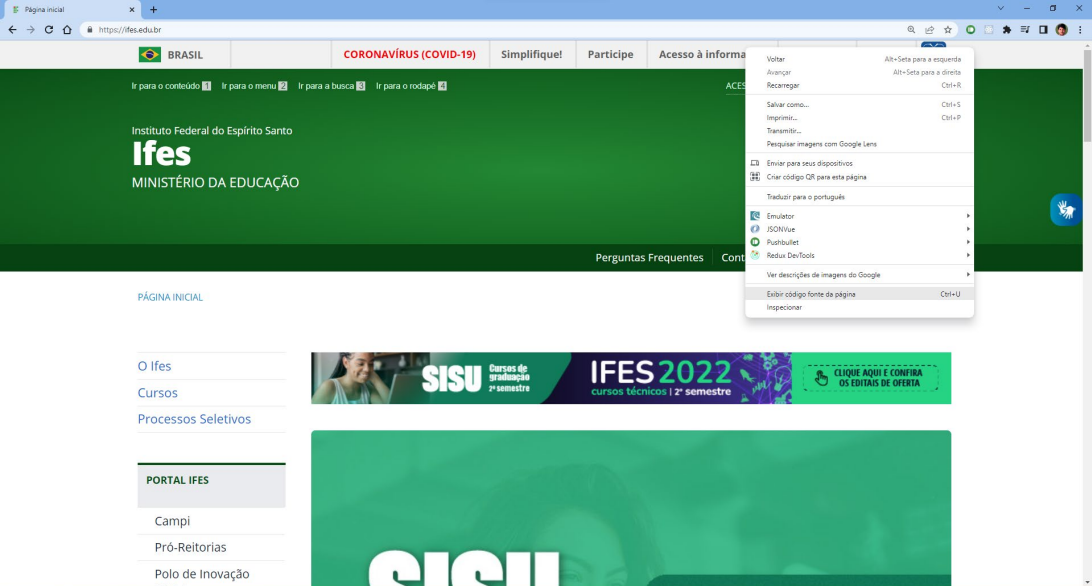 Página inicial
https://ifes.edu.br
BRASIL
CORONAVÍRUS (COVID-19)
Simplifique!
Participe
Acesso à informa
Ir para o conteúdo 1
Ir para o menu 2
Ir para a busca 3
Ir para o rodapé 4
ACES
Instituto Federal do Espírito Santo
Ifes
MINISTÉRIO DA EDUCAÇÃO
Perguntas Frequentes
Cont
Voltar Alt+Seta para a esquerda
Avançar Alt+Seta para a direita
Recarregar Ctrl+R
Salvar como... Ctrl+S
Imprimir... Ctrl+P
Transmitir...
Pesquisar imagens com Google Lens
Enviar para seus dispositivos
Criar código QR para esta página
Traduzir para o português
Emulator
JSONVue
Pushbullet
Redux DevTools
Ver descrições de imagens do Google
Exibir código fonte da página Ctrl+U
Inspecionar
PÁGINA INICIAL
O Ifes
Cursos
Processos Seletivos
PORTAL IFES
Campi
Pró-Reitorias
Polo de Inovação
SISU
Cursos de
graduação
2º semestre
IFES 2022
cursos técnicos | 2º semestre
CLIQUE AQUI E CONFIRA
OS EDITAIS DE OFERTA
SISU